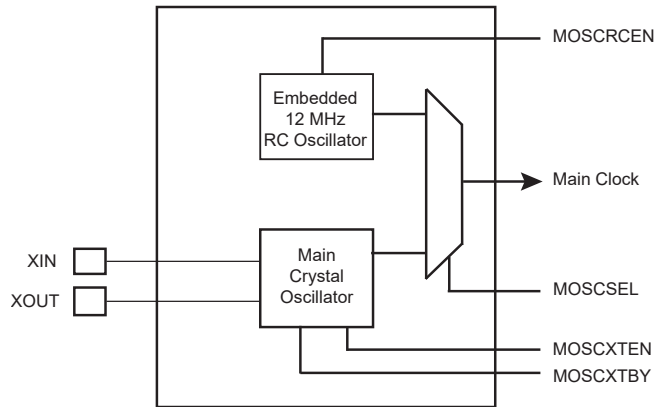 MOSCRCEN
Embedded
12 MHz
RC Oscillator
Main Clock
XIN
Main
Crystal
Oscillator
XOUT
MOSCSEL
MOSCXTEN
MOSCXTBY